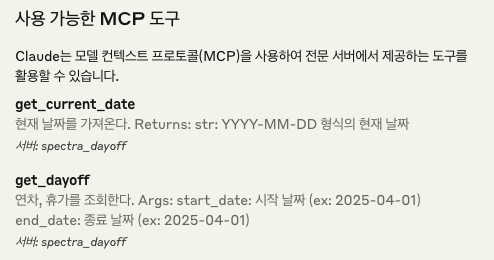 사용 가능한 MCP 도구
Claude는 모델 컨텍스트 프로토콜(MCP)을 사용하여 전문 서버에서 제공하는 도구를
활용할 수 있습니다.
get_current_date
현재 날짜를 가져온다. Returns: str: YYYY-MM-DD 형식의 현재 날짜
서버: spectra_dayoff
get_dayoff
연차, 휴가를 조회한다. Args: start_date: 시작 날짜 (ex: 2025-04-01)
end_date: 종료 날짜 (ex: 2025-04-01)
서버: spectra_dayoff